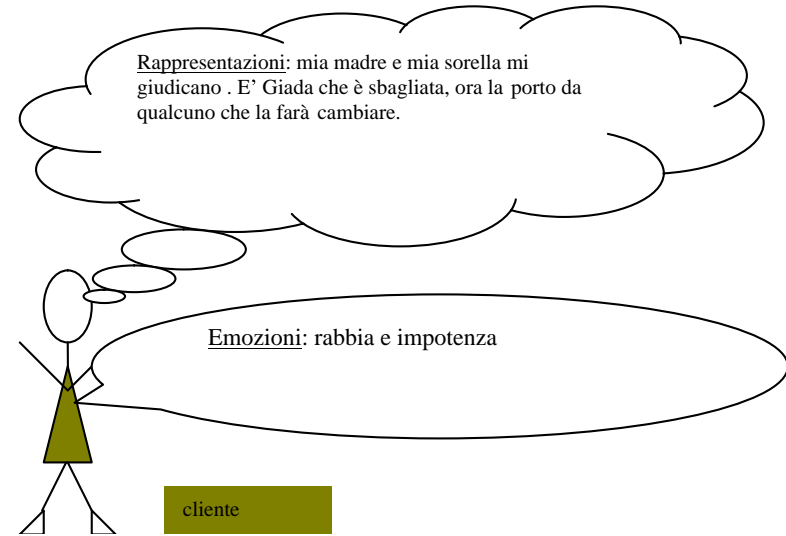 Rappresentazioni: mia madre e mia sorella mi
giudicano . E’ Giada che è sbagliata, ora la porto da
qualcuno che la farà cambiare.
Emozioni: rabbia e impotenza
cliente